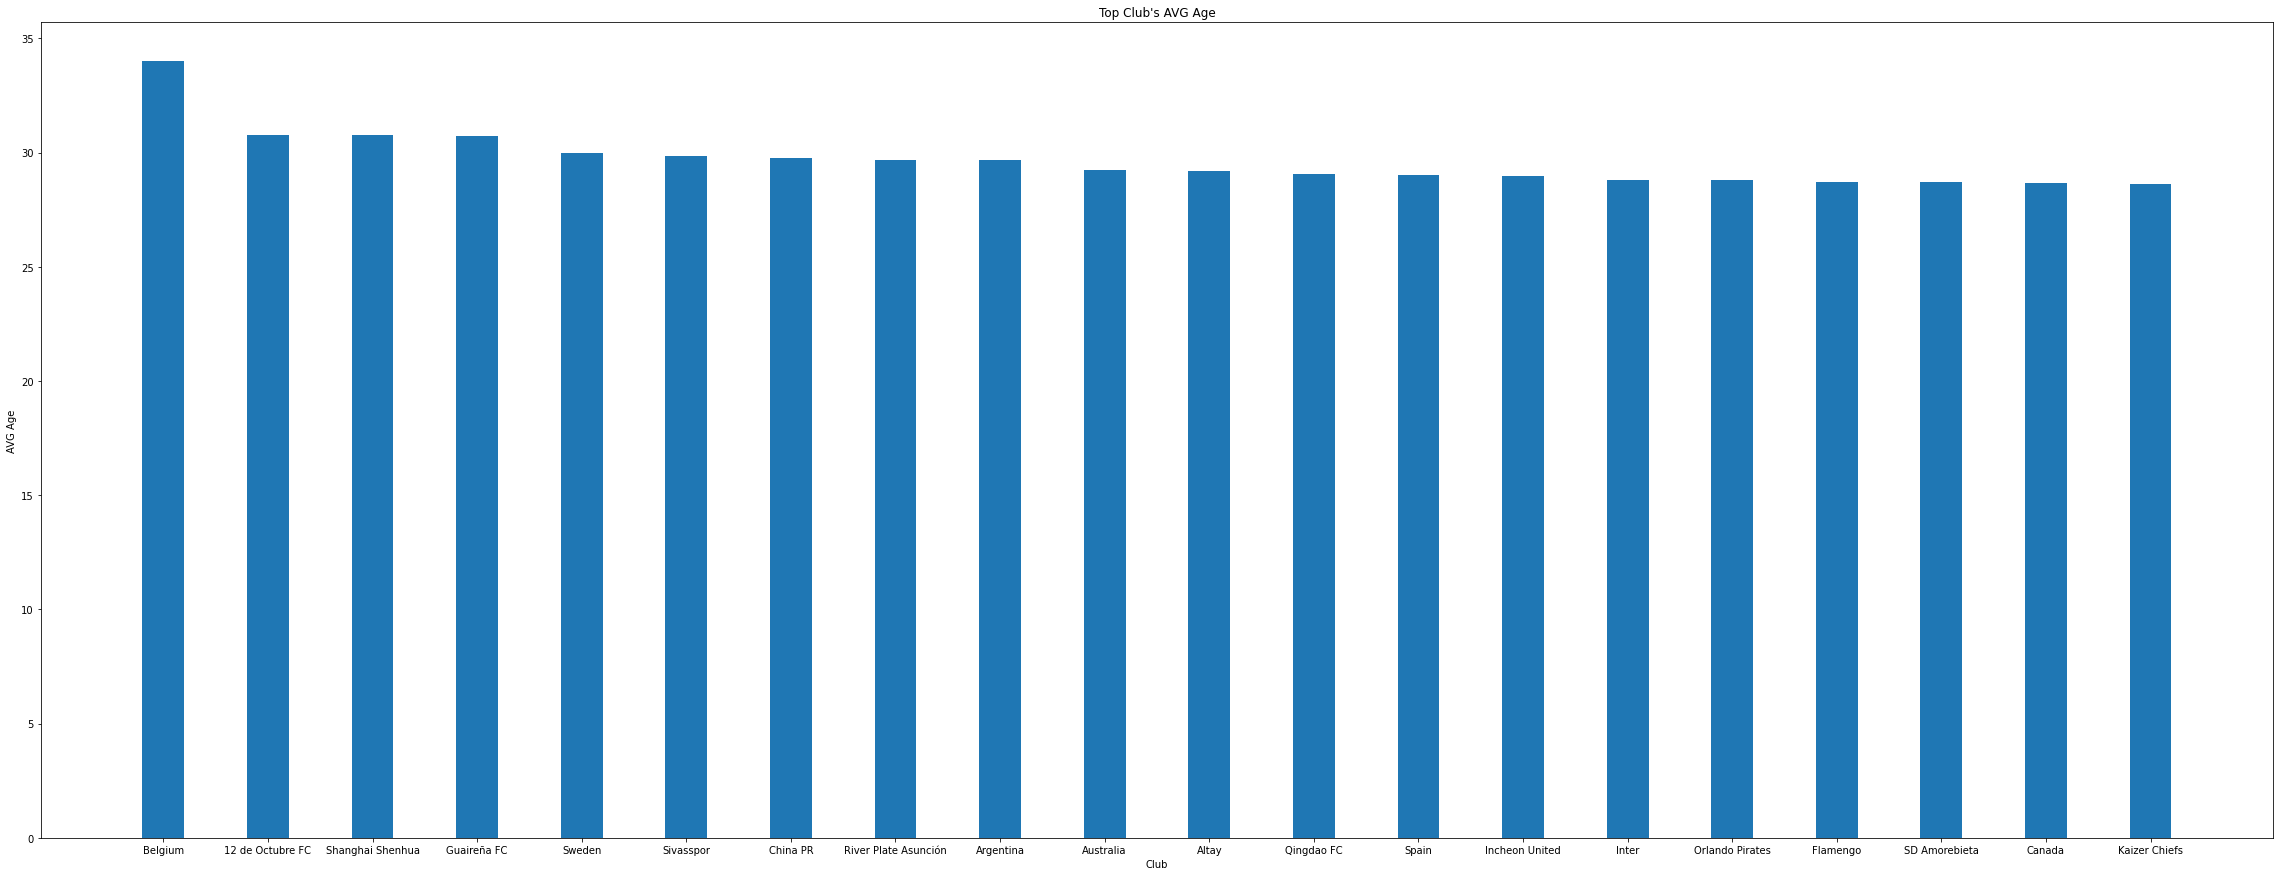 Top Club's AVG Age
35
30
25
20
15
10
5
0
AVG Age
Belgium 12 de Octubre FC Shanghai Shenhua Guaireña FC Sweden Sivasspor China PR River Plate Asunción Argentina Australia Altay Qingdao FC Spain Incheon United Inter Orlando Pirates Flamengo SD Amorebieta Canada Kaizer Chiefs
Club